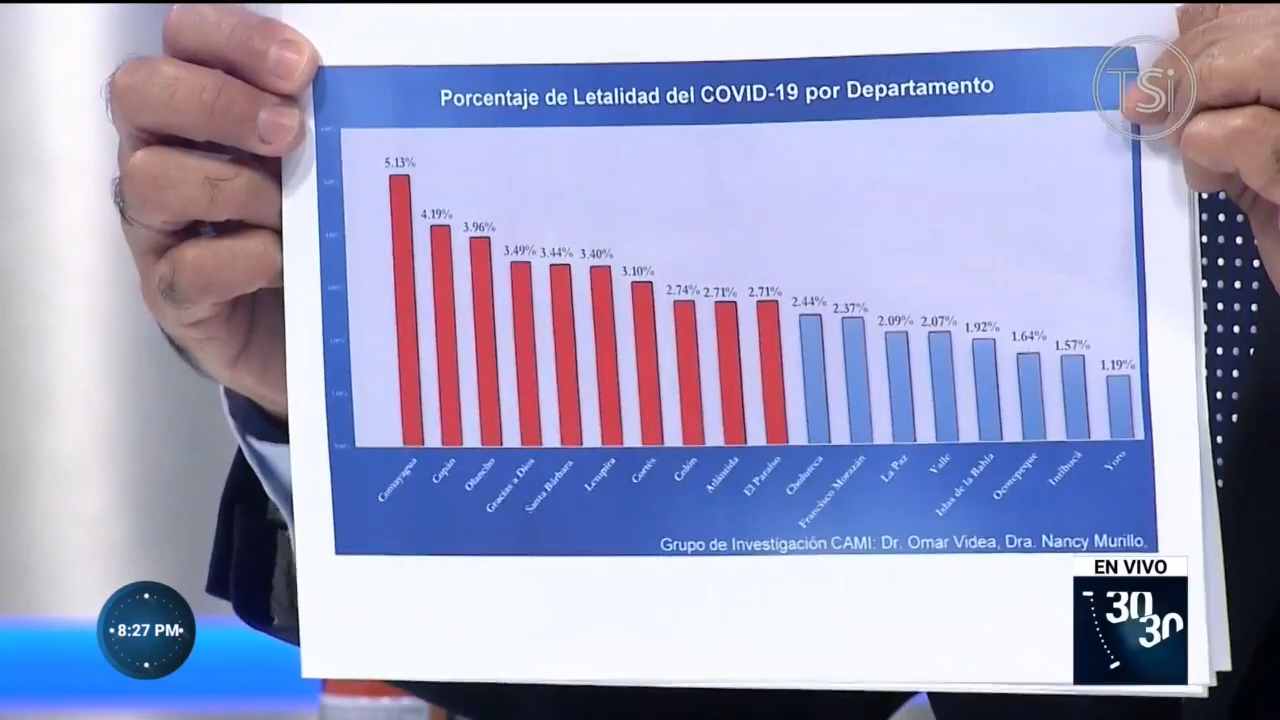 TSi
Porcentaje de Letalidad del COVID-19 por Departamento
5.13%
4.19%
3.96%
3.49%
3.44%
3.40%
3.10%
2.74%
2.71%
2.71%
2.44%
2.37%
2.09%
2.07%
1.92%
1.64%
1.57%
1.19%
Comayagua
Copán
Olancho
Gracias a Dios
Santa Bárbara
Lempira
Cortés
Colón
Atlántida
El Paraíso
Choluteca
Francisco Morazán
La Paz
Valle
Islas de la Bahía
Ocotepeque
Intibucá
Yoro
Grupo de Investigación CAMI: Dr. Omar Videa, Dra. Nancy Murillo.
EN VIVO
30
30
8:27 PM